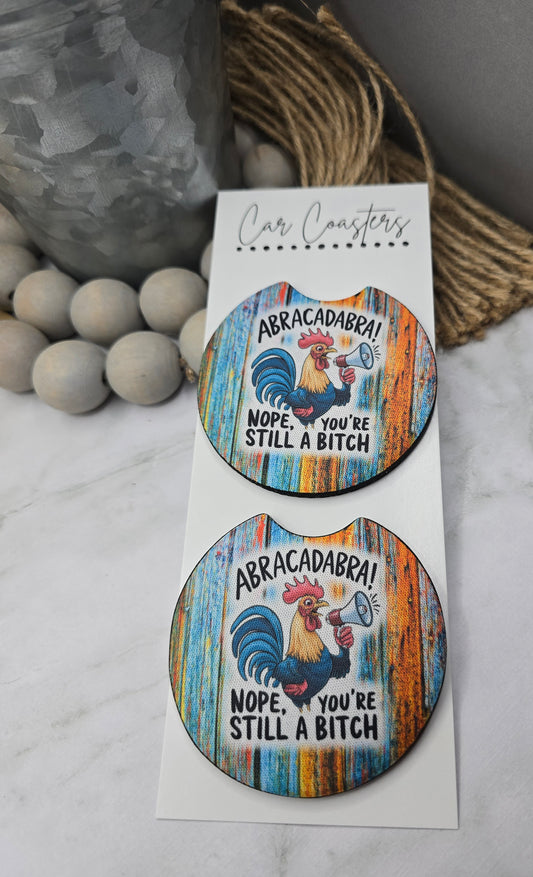 Car Coasters
ABRACADABRA!
NOPE, YOU'RE
STILL A BITCH
ABRACADABRA!
NOPE, YOU'RE
STILL A BITCH